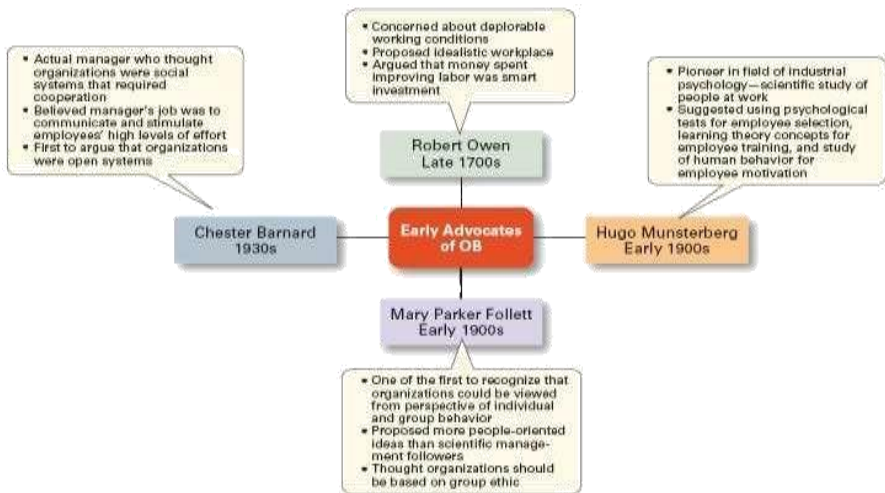 • Concerned about deplorable
working conditions
• Proposed idealistic workplace
• Argued that money spent
improving labor was smart
investment
Robert Owen
Late 1700s
• Actual manager who thought
organizations were social
systems that required
cooperation
• Believed manager's job was to
communicate and stimulate
employees' high levels of effort
• First to argue that organizations
were open systems
Chester Barnard
1930s
Early Advocates
of OB
• Pioneer in field of industrial
psychology—scientific study of
people at work
• Suggested using psychological
tests for employee selection,
learning theory concepts for
employee training, and study
of human behavior for
employee motivation
Hugo Munsterberg
Early 1900s
Mary Parker Follett
Early 1900s
• One of the first to recognize that
organizations could be viewed
from perspective of individual
and group behavior
• Proposed more people-oriented
ideas than scientific manage-
ment followers
• Thought organizations should
be based on group ethic